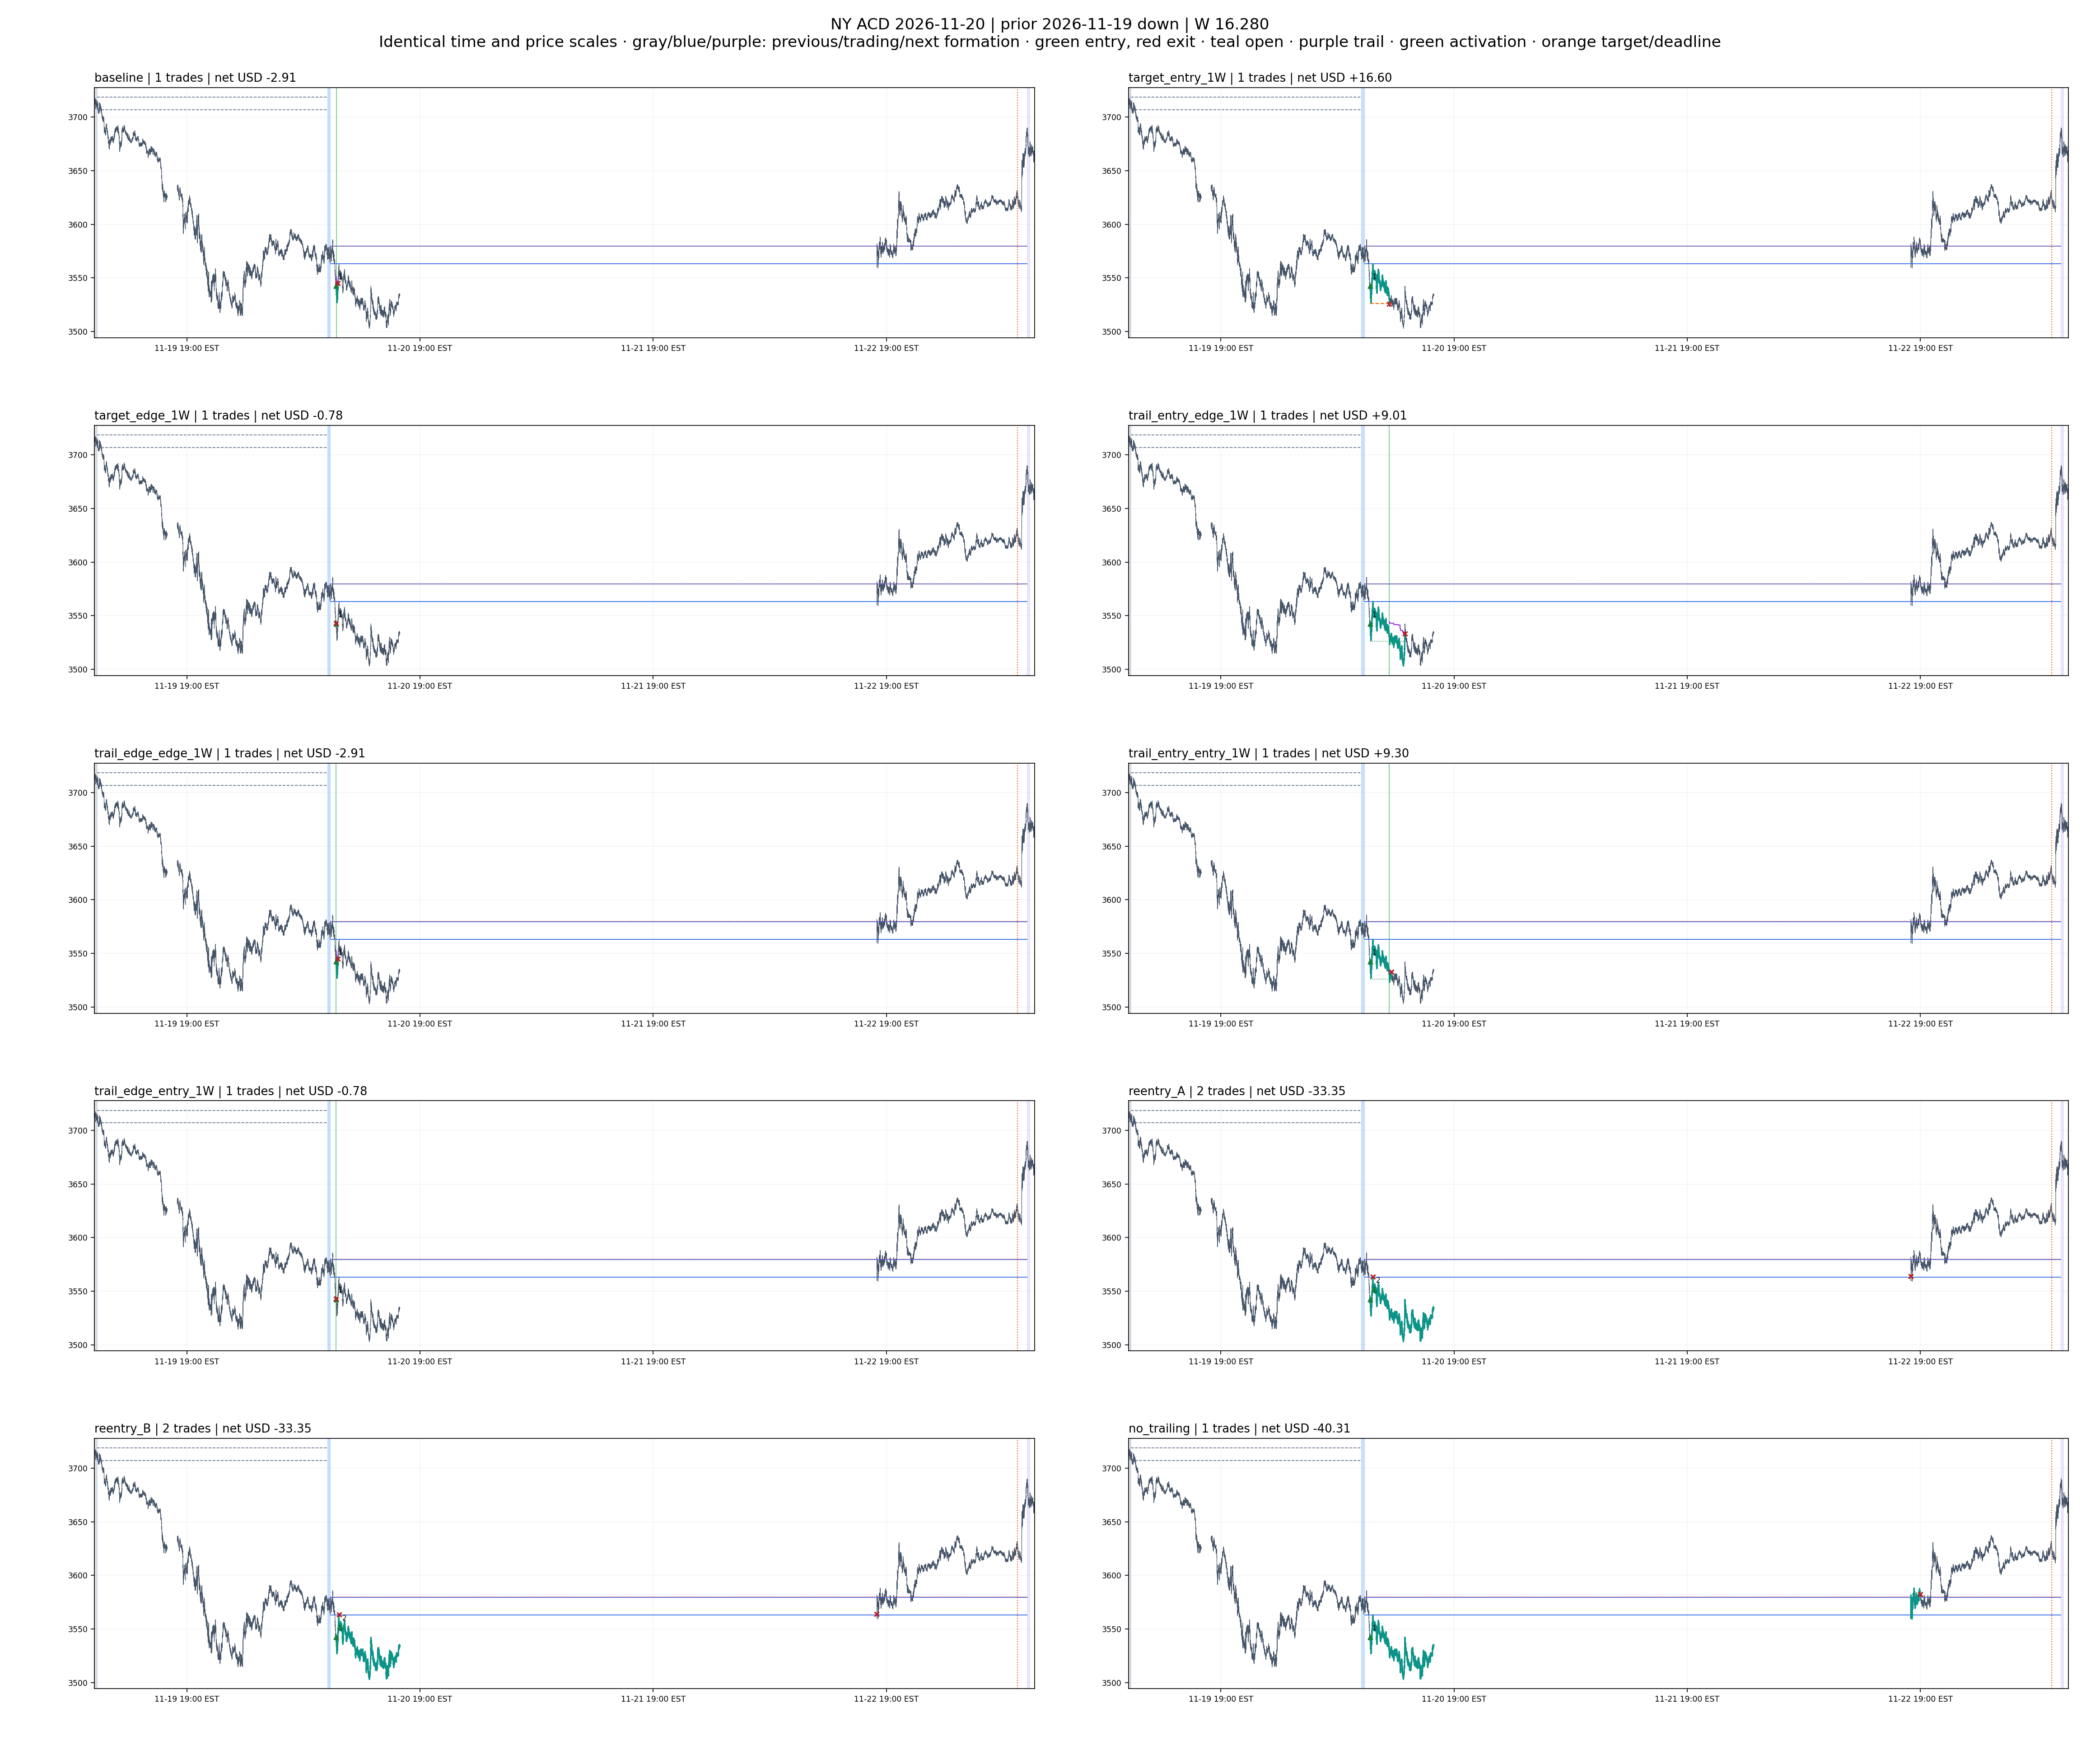 NY ACD 2026-11-20 | prior 2026-11-19 down | W 16.280
Identical time and price scales · gray/blue/purple: previous/trading/next formation · green entry, red exit · teal open · purple trail · green activation · orange target/deadline
baseline | 1 trades | net USD -2.91
3700
3650
3600
3550
3500
11-19 19:00 EST
11-20 19:00 EST
11-21 19:00 EST
11-22 19:00 EST
target_entry_1W | 1 trades | net USD +16.60
3700
3650
3600
3550
3500
11-19 19:00 EST
11-20 19:00 EST
11-21 19:00 EST
11-22 19:00 EST
target_edge_1W | 1 trades | net USD -0.78
3700
3650
3600
3550
3500
11-19 19:00 EST
11-20 19:00 EST
11-21 19:00 EST
11-22 19:00 EST
trail_entry_edge_1W | 1 trades | net USD +9.01
3700
3650
3600
3550
3500
11-19 19:00 EST
11-20 19:00 EST
11-21 19:00 EST
11-22 19:00 EST
trail_edge_edge_1W | 1 trades | net USD -2.91
3700
3650
3600
3550
3500
11-19 19:00 EST
11-20 19:00 EST
11-21 19:00 EST
11-22 19:00 EST
trail_entry_entry_1W | 1 trades | net USD +9.30
3700
3650
3600
3550
3500
11-19 19:00 EST
11-20 19:00 EST
11-21 19:00 EST
11-22 19:00 EST
trail_edge_entry_1W | 1 trades | net USD -0.78
3700
3650
3600
3550
3500
11-19 19:00 EST
11-20 19:00 EST
11-21 19:00 EST
11-22 19:00 EST
reentry_A | 2 trades | net USD -33.35
3700
3650
3600
3550
3500
2
11-19 19:00 EST
11-20 19:00 EST
11-21 19:00 EST
11-22 19:00 EST
reentry_B | 2 trades | net USD -33.35
3700
3650
3600
3550
3500
2
11-19 19:00 EST
11-20 19:00 EST
11-21 19:00 EST
11-22 19:00 EST
no_trailing | 1 trades | net USD -40.31
3700
3650
3600
3550
3500
11-19 19:00 EST
11-20 19:00 EST
11-21 19:00 EST
11-22 19:00 EST